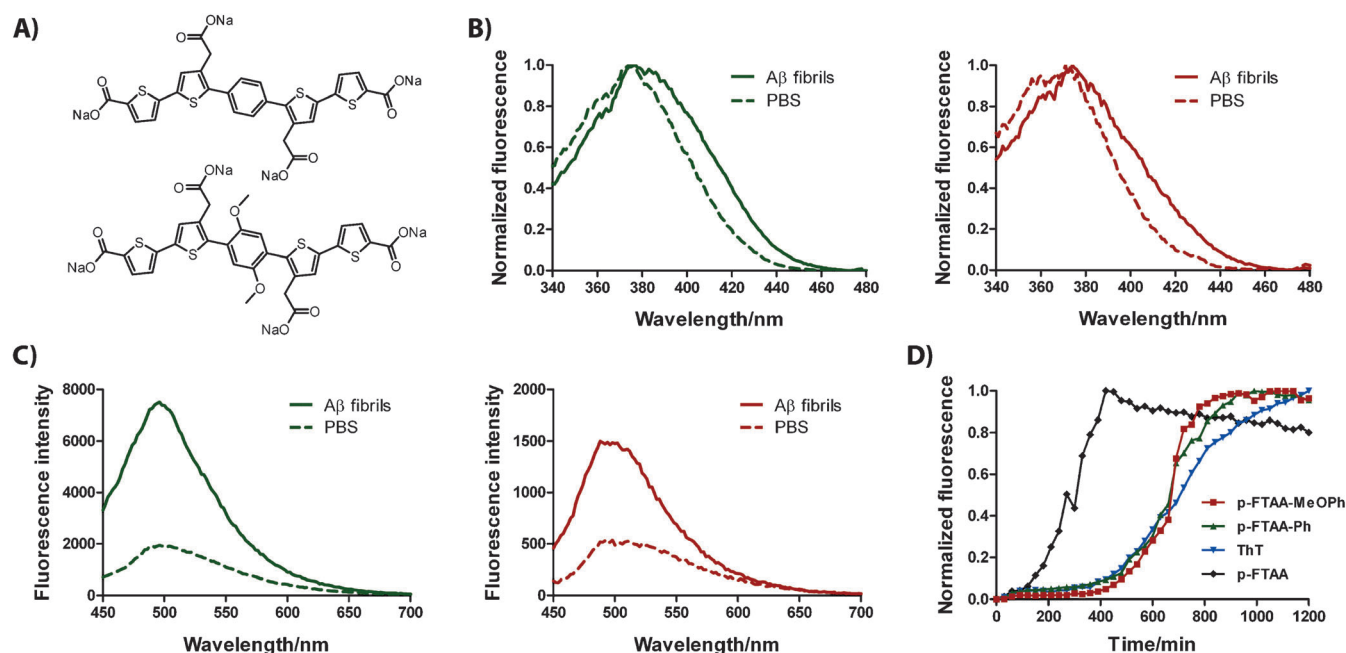 A)
ONa
O
S
S
S
S
O
ONa
O
NaO
O
NaO
ONa
O
O
S
S
S
S
O
ONa
O
NaO
O
O
NaO
B)
Normalized fluorescence
1.0
0.8
0.6
0.4
0.2
0.0
340 360 380 400 420 440 460 480
Wavelength/nm
Aβ fibrils
PBS
Normalized fluorescence
1.0
0.8
0.6
0.4
0.2
0.0
340 360 380 400 420 440 460 480
Wavelength/nm
Aβ fibrils
PBS
C)
Fluorescence intensity
8000
6000
4000
2000
0
450 500 550 600 650 700
Wavelength/nm
Aβ fibrils
PBS
Fluorescence intensity
2000
1500
1000
500
0
450 500 550 600 650 700
Wavelength/nm
Aβ fibrils
PBS
D)
Normalized fluorescence
1.0
0.8
0.6
0.4
0.2
0.0
0 200 400 600 800 1000 1200
Time/min
p-FTAA-MeOPh
p-FTAA-Ph
ThT
p-FTAA